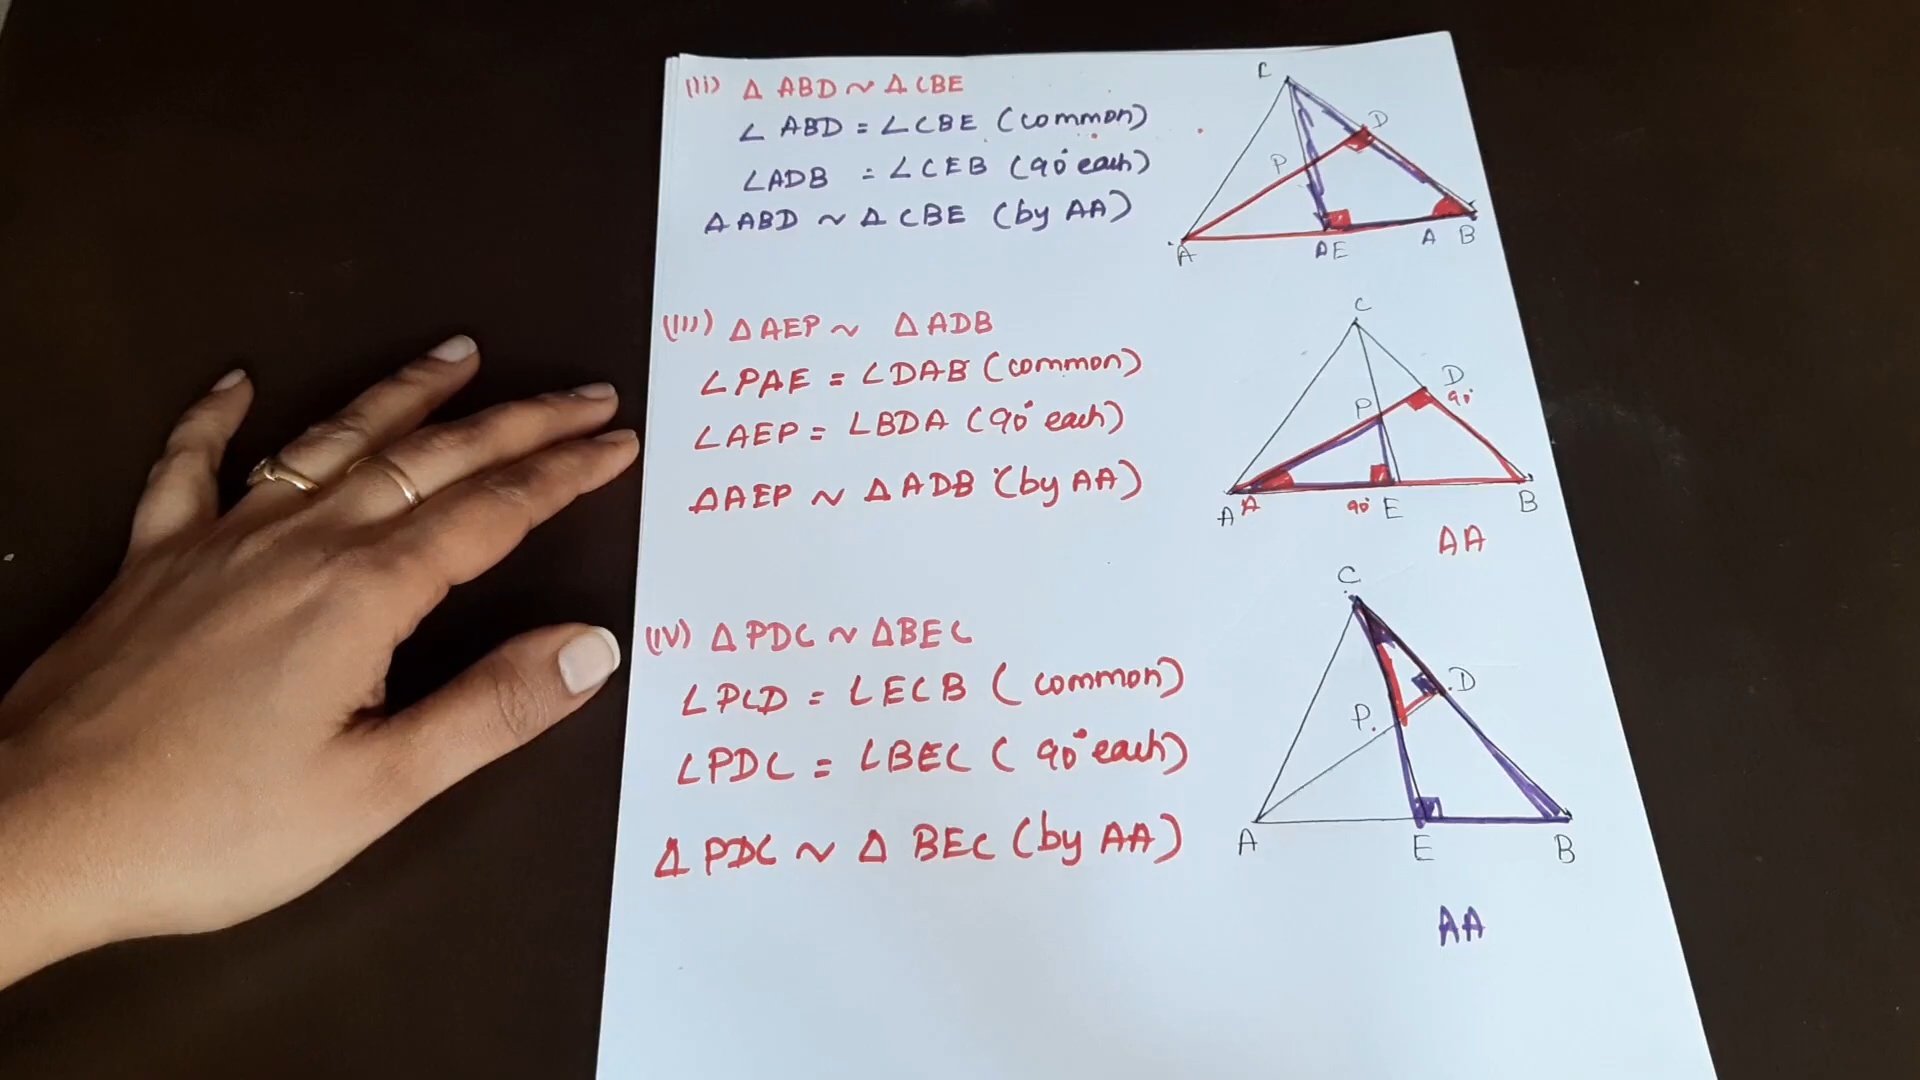 (ii) Δ ABD ~ Δ CBE
∠ ABD = ∠CBE (common)
∠ADB = ∠CEB (90° each)
Δ ABD ~ Δ CBE (by AA)
C
D
P
A
A E
A B
(iii) Δ AEP ~ Δ ADB
∠PAE = ∠DAB (common)
∠AEP = ∠BDA (90° each)
Δ AEP ~ Δ ADB (by AA)
C
D
90°
P
A A
90° E
B
AA
(iv) Δ PDC ~ Δ BEC
∠PCD = ∠ECB (common)
∠PDC = ∠BEC (90° each)
Δ PDC ~ Δ BEC (by AA)
C
D
P
A
E
B
AA